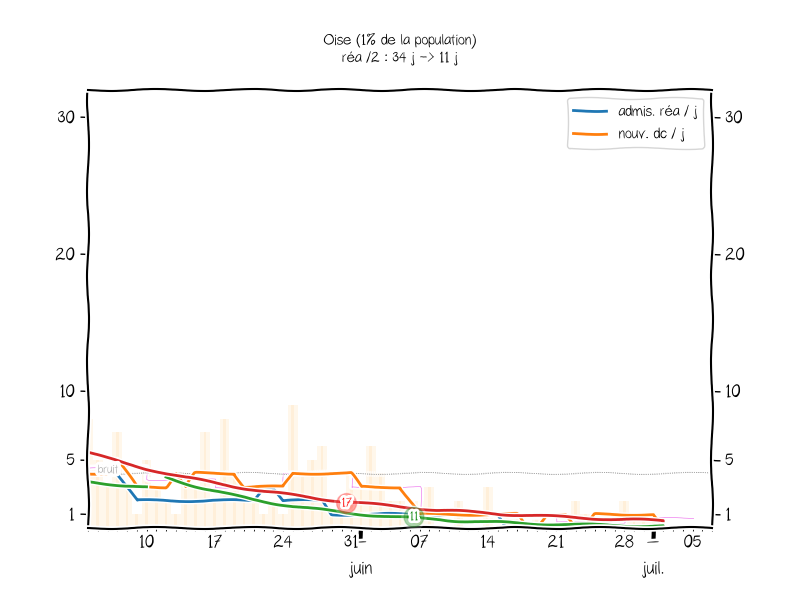 Oise (1% de la population)
réa /2 : 34 j -> 11 j
admis. réa / j
nouv. dc / j
30
30
20
20
10
10
5
5
bruit
1
1
17
11
10 17 24 31 07 14 21 28 05
juin juil.